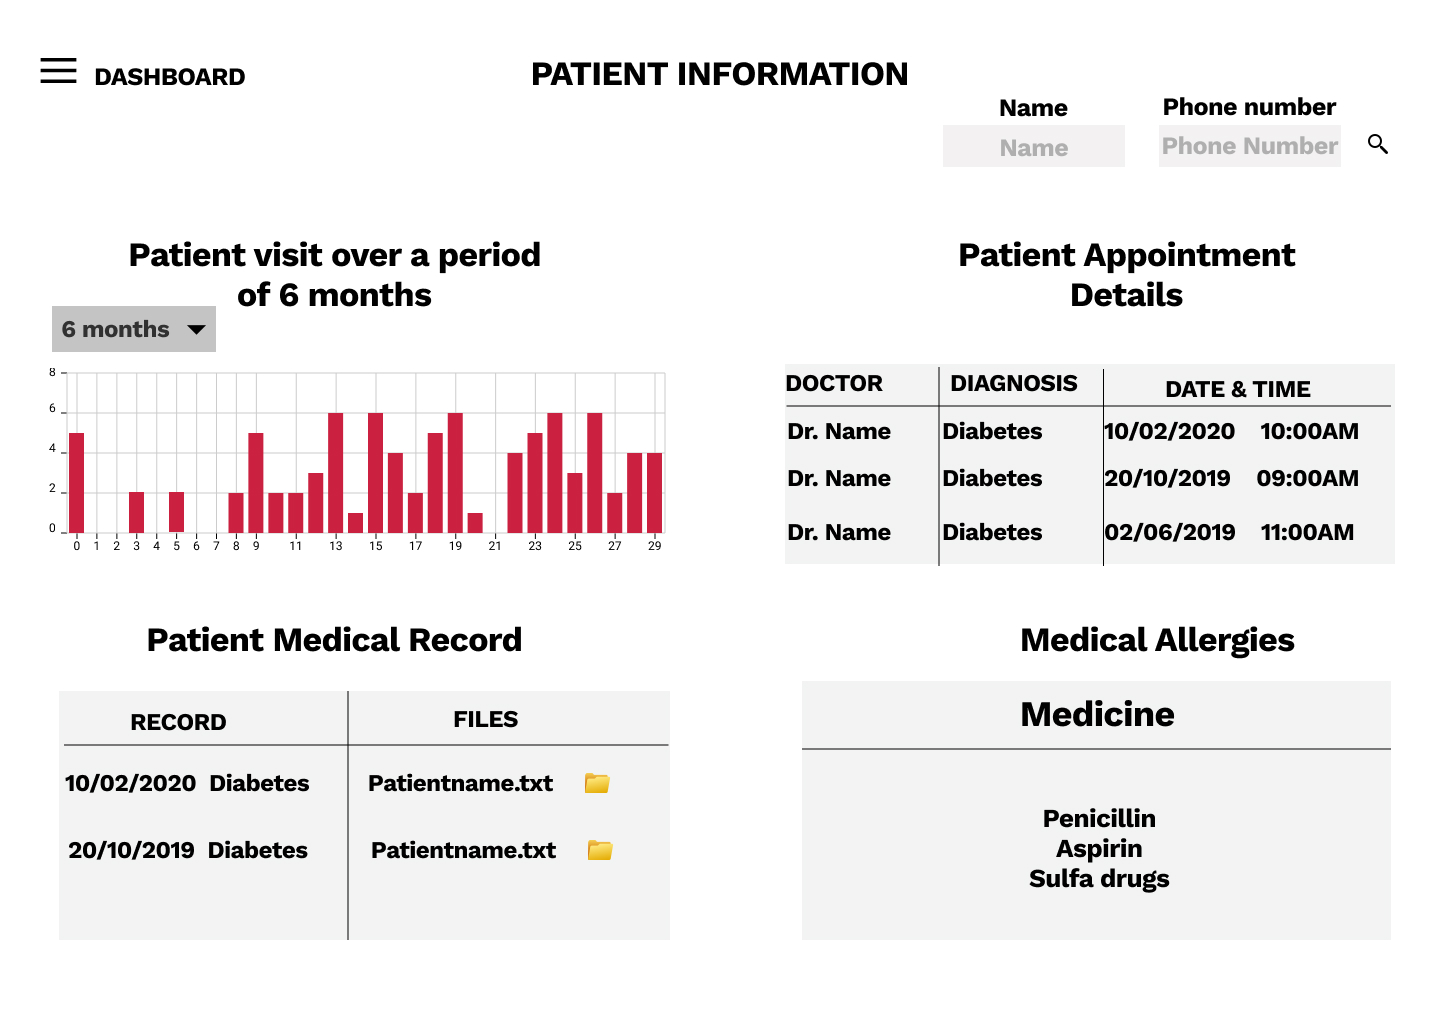 DASHBOARD
PATIENT INFORMATION
Name
Phone number
Name
Phone Number
Patient visit over a period
of 6 months
6 months
8
6
4
2
0
0 1 2 3 4 5 6 7 8 9 11 13 15 17 19 21 23 25 27 29
Patient Appointment
Details
DOCTOR DIAGNOSIS DATE & TIME
Dr. Name Diabetes 10/02/2020 10:00AM
Dr. Name Diabetes 20/10/2019 09:00AM
Dr. Name Diabetes 02/06/2019 11:00AM
Patient Medical Record
RECORD FILES
10/02/2020 Diabetes Patientname.txt
20/10/2019 Diabetes Patientname.txt
Medical Allergies
Medicine
Penicillin
Aspirin
Sulfa drugs